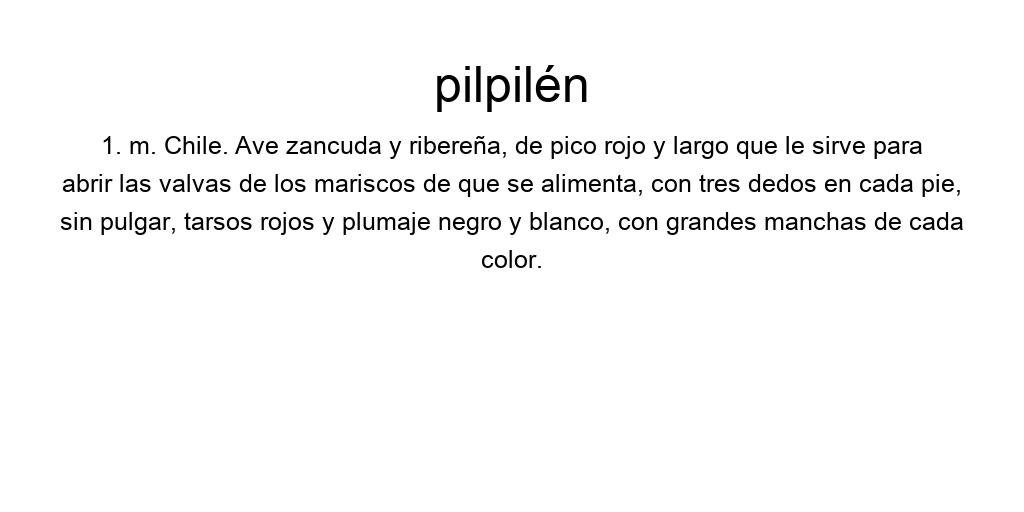 pilpilén
1. m. Chile. Ave zancuda y ribereña, de pico rojo y largo que le sirve para
abrir las valvas de los mariscos de que se alimenta, con tres dedos en cada pie,
sin pulgar, tarsos rojos y plumaje negro y blanco, con grandes manchas de cada
color.